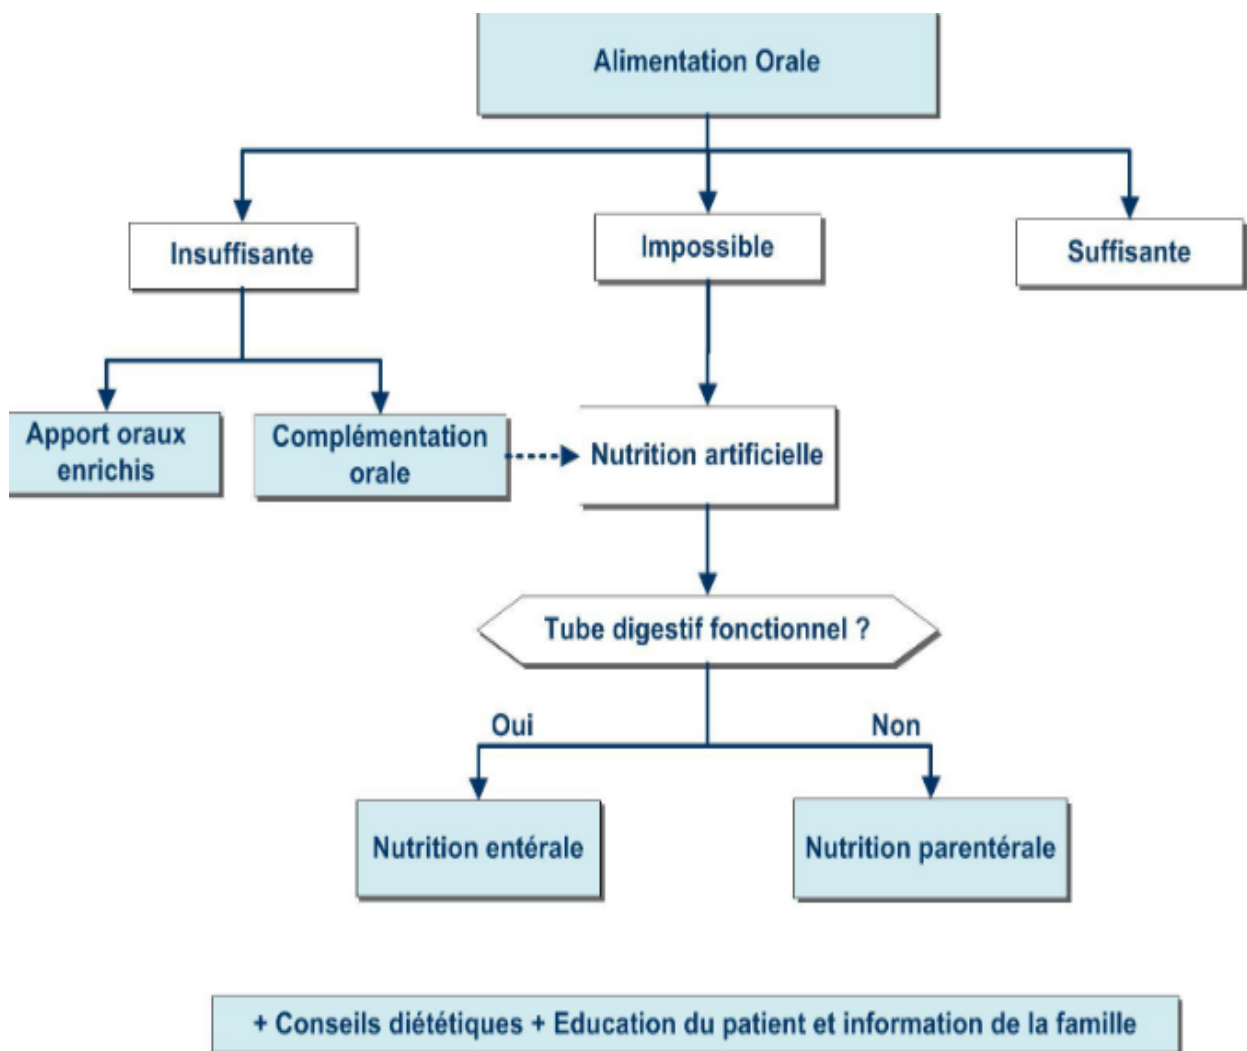 Alimentation Orale
Insuffisante
Impossible
Suffisante
Apport oraux
enrichis
Complémentation
orale
Nutrition artificielle
Tube digestif fonctionnel ?
Oui
Non
Nutrition entérale
Nutrition parentérale
+ Conseils diététiques + Education du patient et information de la famille